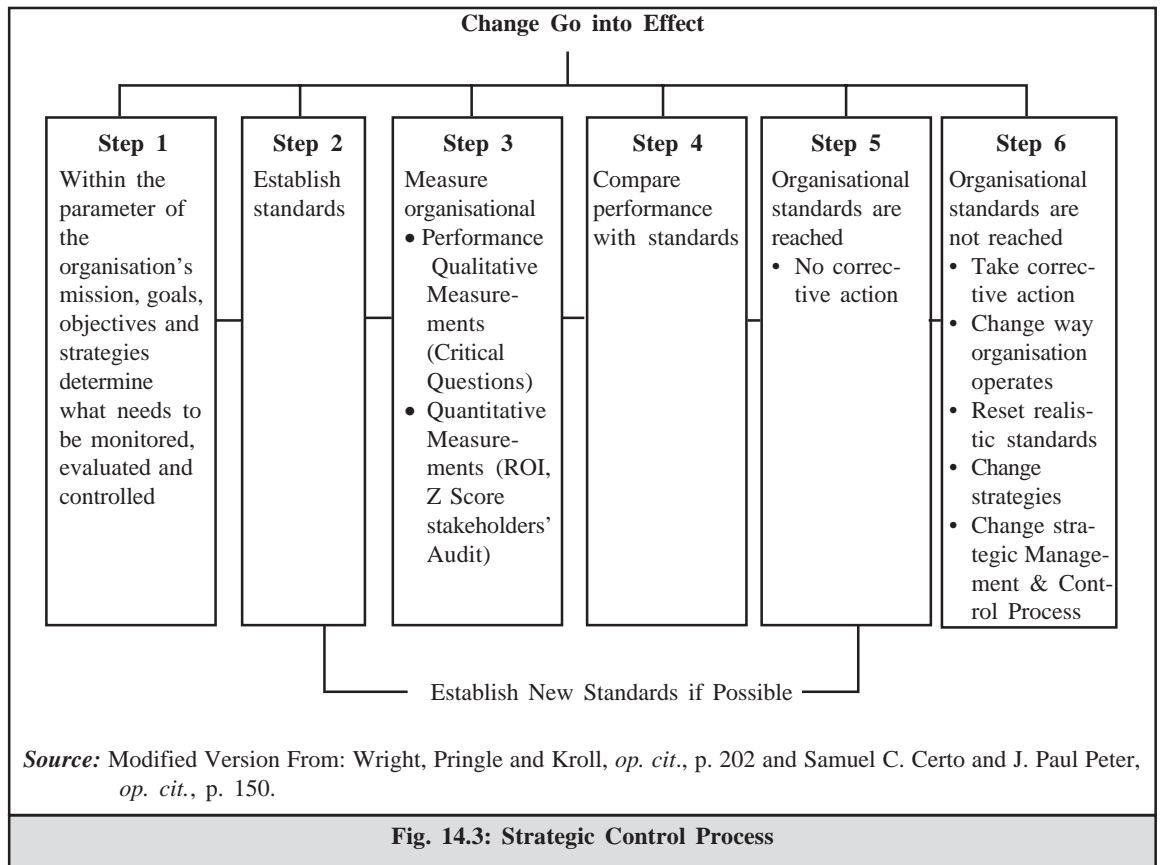 Change Go into Effect
Step 1
Within the
parameter of
the
organisation's
mission, goals,
objectives and
strategies
determine
what needs to
be monitored,
evaluated and
controlled
Step 2
Establish
standards
Step 3
Measure
organisational
• Performance
Qualitative
Measure-
ments
(Critical
Questions)
• Quantitative
Measure-
ments (ROI,
Z Score
stakeholders'
Audit)
Step 4
Compare
performance
with standards
Step 5
Organisational
standards are
reached
• No correc-
tive action
Step 6
Organisational
standards are
not reached
• Take correc-
tive action
• Change way
organisation
operates
• Reset realis-
tic standards
• Change
strategies
• Change stra-
tegic Manage-
ment & Cont-
rol Process
Establish New Standards if Possible
Source: Modified Version From: Wright, Pringle and Kroll, op. cit., p. 202 and Samuel C. Certo and J. Paul Peter,
op. cit., p. 150.
Fig. 14.3: Strategic Control Process